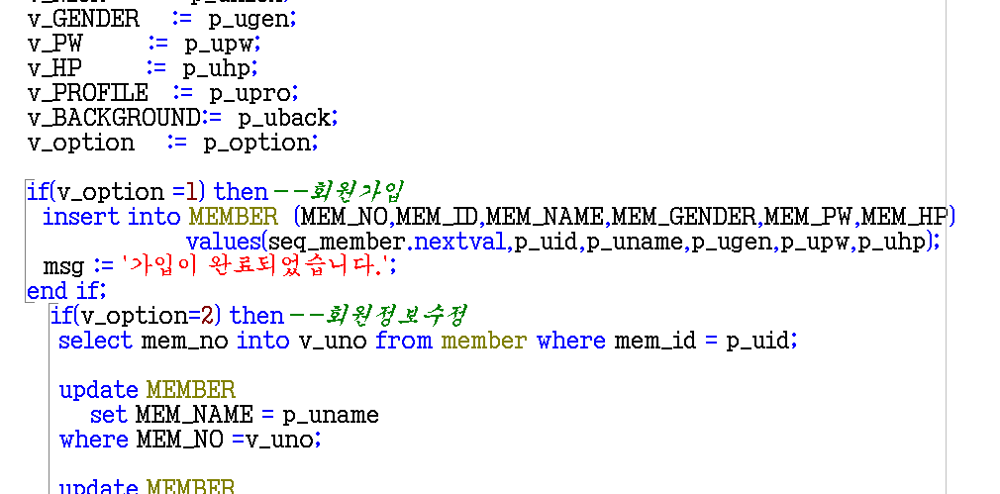 v_GENDER := p_ugen;
v_PW := p_upw;
v_HP := p_uhp;
v_PROFILE := p_upro;
v_BACKGROUND:= p_uback;
v_option := p_option;
if(v_option =1) then --회원가입
insert into MEMBER (MEM_NO,MEM_ID,MEM_NAME,MEM_GENDER,MEM_PW,MEM_HP)
values(seq_member.nextval,p_uid,p_uname,p_ugen,p_upw,p_uhp);
msg := '가입이 완료되었습니다.';
end if;
if(v_option=2) then --회원정보수정
select mem_no into v_uno from member where mem_id = p_uid;
update MEMBER
set MEM_NAME = p_uname
where MEM_NO =v_uno;
update MEMBER